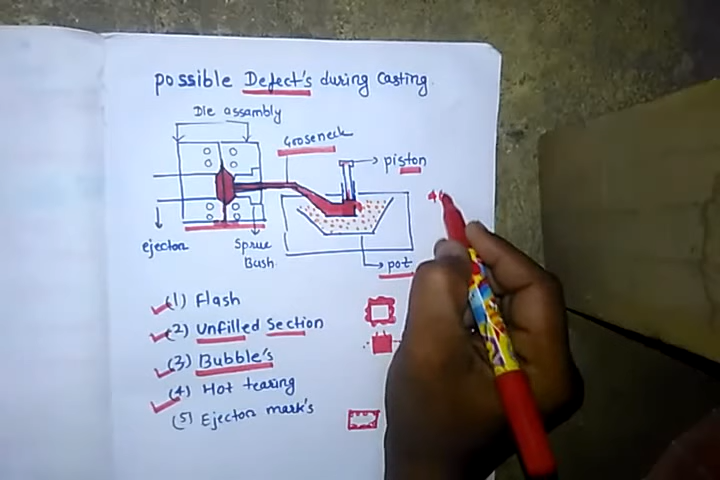 possible Defect's during Casting.
Die assembly
Gooseneck
piston
ejector
Sprue
Bush
pot
(1) Flash
(2) Unfilled Section
(3) Bubble's
(4) Hot tearing
(5) Ejector mark's